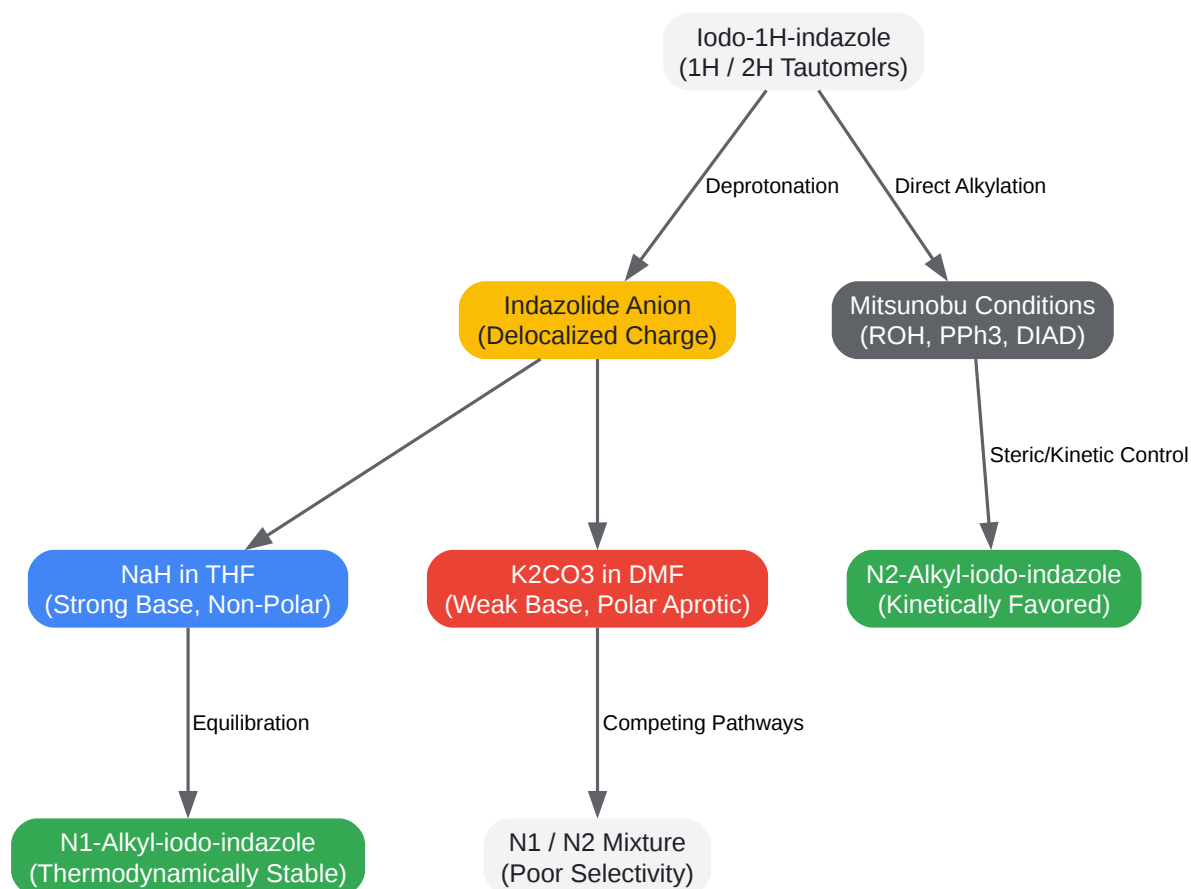 Iodo-1H-indazole
(1H / 2H Tautomers)
Deprotonation
Direct Alkylation
Indazolide Anion
(Delocalized Charge)
Mitsunobu Conditions
(ROH, PPh3, DIAD)
Steric/Kinetic Control
NaH in THF
(Strong Base, Non-Polar)
K2CO3 in DMF
(Weak Base, Polar Aprotic)
N2-Alkyl-iodo-indazole
(Kinetically Favored)
Equilibration
Competing Pathways
N1-Alkyl-iodo-indazole
(Thermodynamically Stable)
N1 / N2 Mixture
(Poor Selectivity)